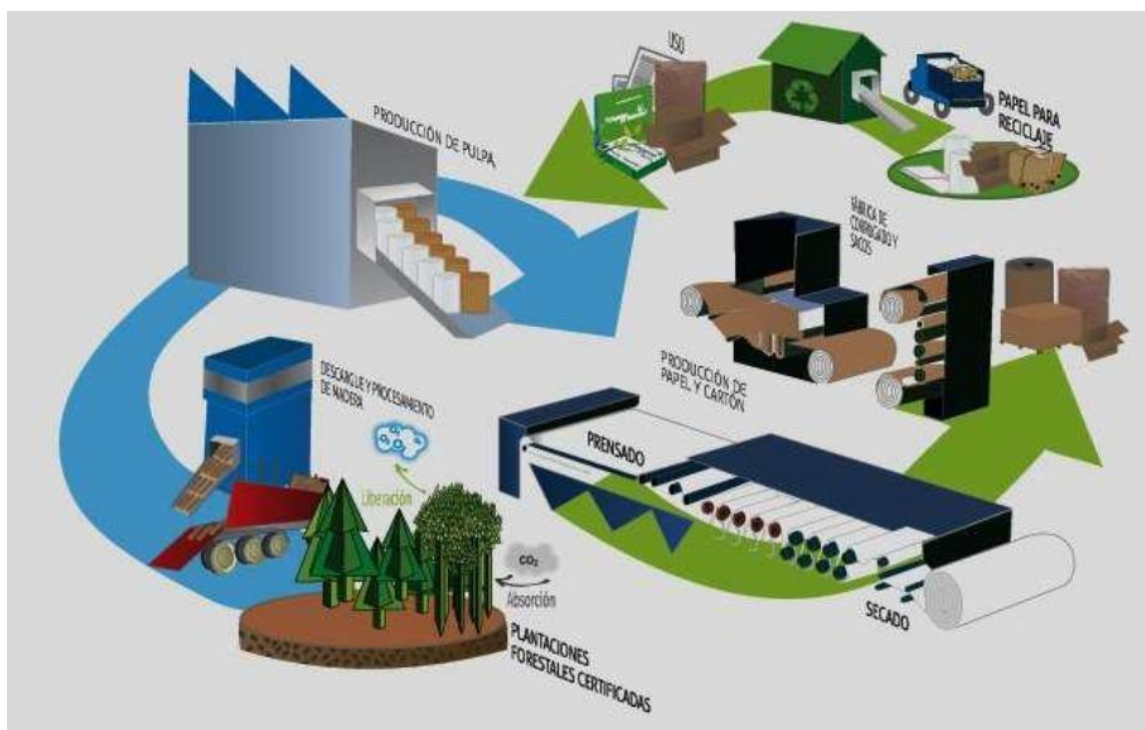 USO
PAPEL PARA
RECICLAJE
PRODUCCIÓN DE PULPA,
FÁBRICA DE
CORRUGADO Y
SACOS
PRODUCCIÓN DE
PAPEL Y CARTÓN
DESCARGUE Y PROCESAMIENTO
DE MADERA
PRENSADO
Liberación
CO₂
Absorción
SECADO
PLANTACIONES
FORESTALES CERTIFICADAS